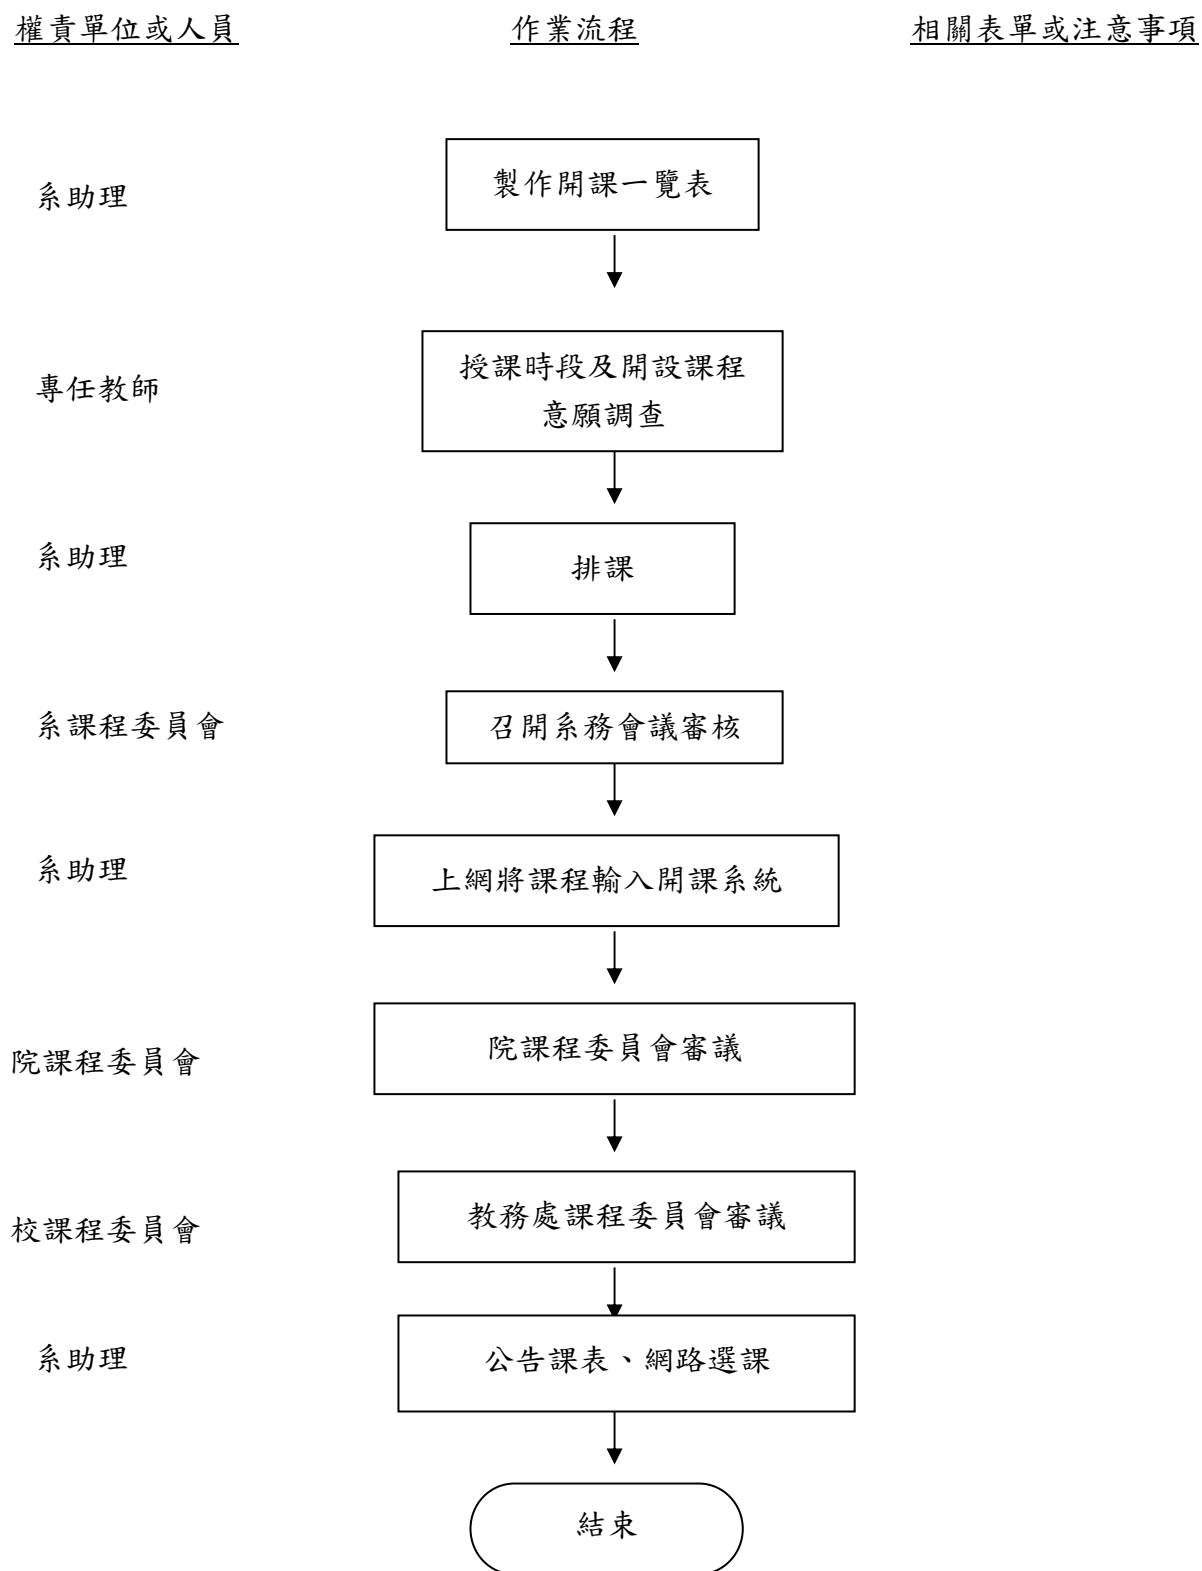 權責單位或人員 作業流程 相關表單或注意事項
系助理 製作開課一覽表
專任教師 授課時段及開設課程
意願調查
系助理 排課
系課程委員會 召開系務會議審核
系助理 上網將課程輸入開課系統
院課程委員會 院課程委員會審議
校課程委員會 教務處課程委員會審議
系助理 公告課表、網路選課
結束